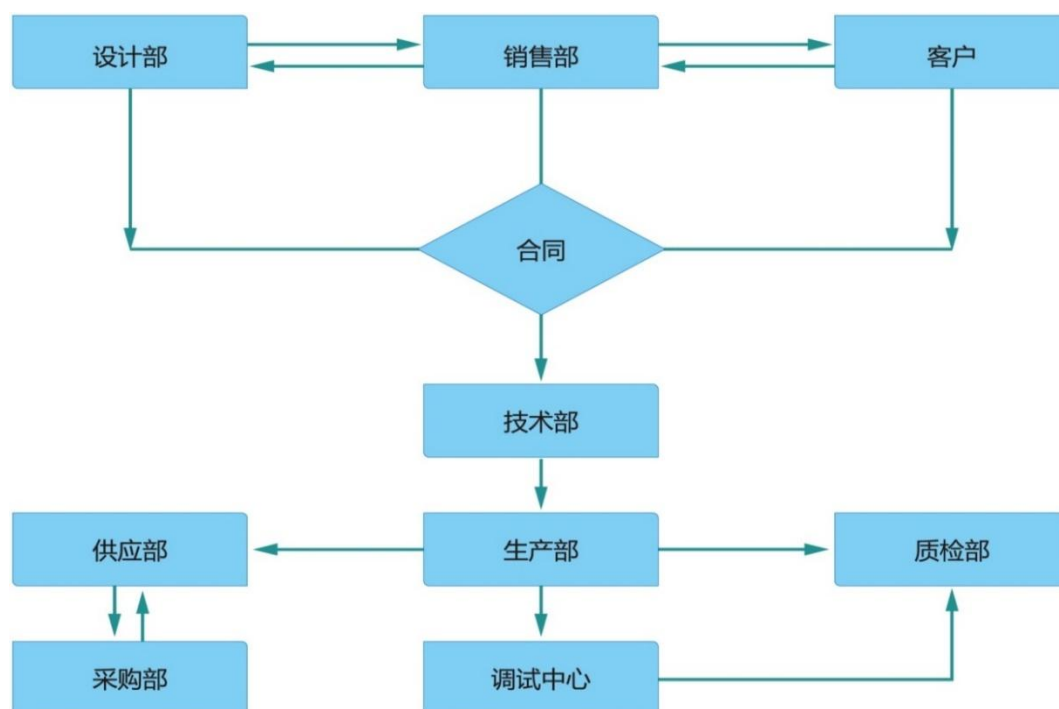 设计部
销售部
客户
合同
技术部
供应部
生产部
质检部
采购部
调试中心